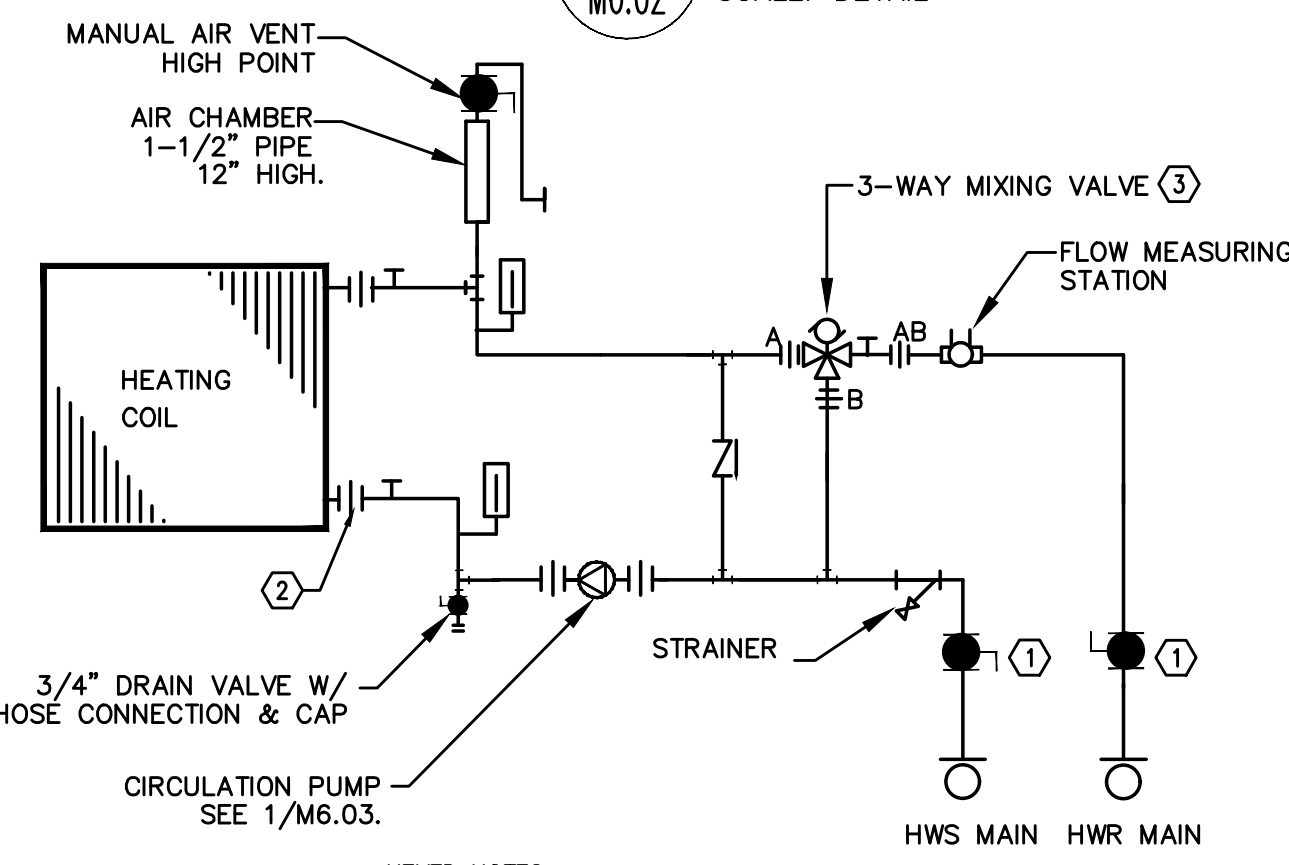 M6.02
MANUAL AIR VENT
HIGH POINT
AIR CHAMBER
1-1/2" PIPE
12" HIGH.
3-WAY MIXING VALVE 3
FLOW MEASURING
STATION
A
AB
B
HEATING
COIL
2
STRAINER
1
1
3/4" DRAIN VALVE W/
HOSE CONNECTION & CAP
CIRCULATION PUMP
SEE 1/M6.03.
HWS MAIN
HWR MAIN